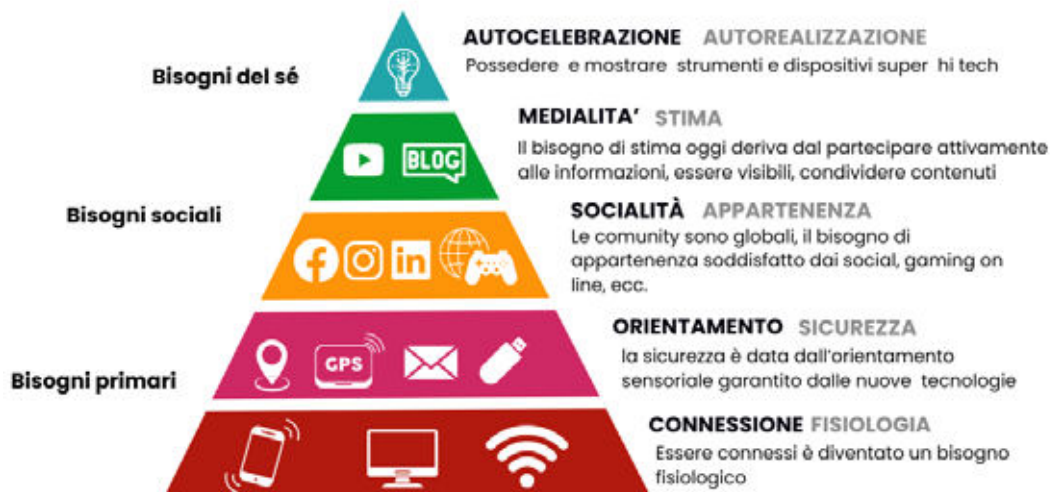 Bisogni del sé
AUTOCELEBRAZIONE AUTOREALIZZAZIONE
Possedere e mostrare strumenti e dispositivi super hi tech
MEDIALITA' STIMA
Il bisogno di stima oggi deriva dal partecipare attivamente
alle informazioni, essere visibili, condividere contenuti
BLOG
Bisogni sociali
SOCIALITÀ APPARTENENZA
Le comunity sono globali, il bisogno di
appartenenza soddisfatto dai social, gaming on
line, ecc.
f
in
ORIENTAMENTO SICUREZZA
la sicurezza è data dall'orientamento
sensoriale garantito dalle nuove tecnologie
GPS
Bisogni primari
CONNESSIONE FISIOLOGIA
Essere connessi è diventato un bisogno
fisiologico